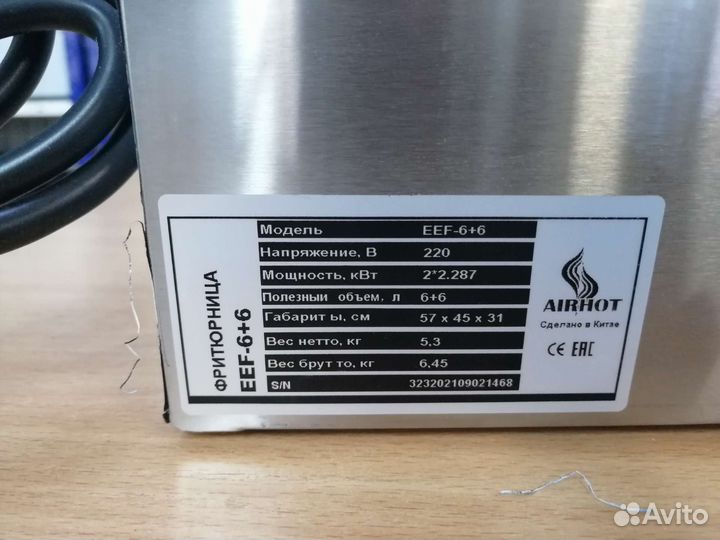 ФРИТЮРНИЦА
EEF-6+6
Модель EEF-6+6
Напряжение, В 220
Мощность, кВт 2*2.287
Полезный объем, л 6+6
Габарит ы, см 57 x 45 x 31
Вес нетто, кг 5,3
Вес брут то, кг 6,45
S/N 323202109021468
AIRHOT
Сделано в Китае
CE EAC
Avito